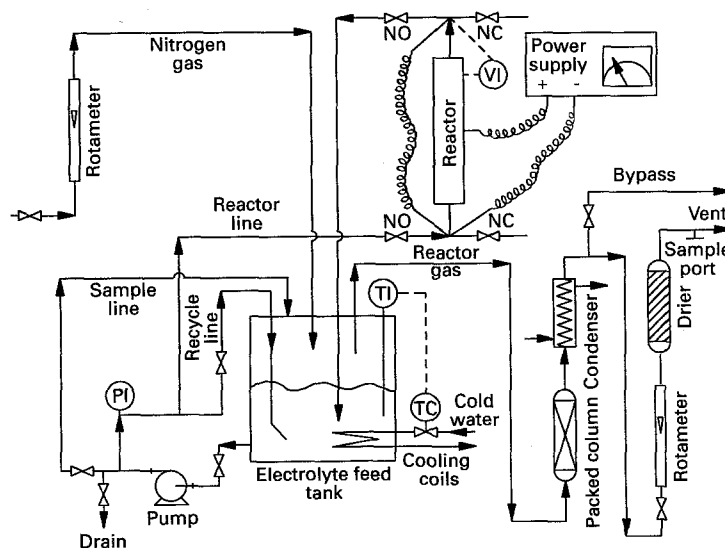 Nitrogen
gas
NO
NC
Power
supply
+ -
VI
Rotameter
Reactor
Bypass
Reactor
line
NO
NC
Vent
Reactor
gas
Sample
port
Sample
line
Recycle
line
TI
Drier
Condenser
PI
TC
Cold
water
Packed column
Rotameter
Cooling
coils
Electrolyte feed
tank
Pump
Drain